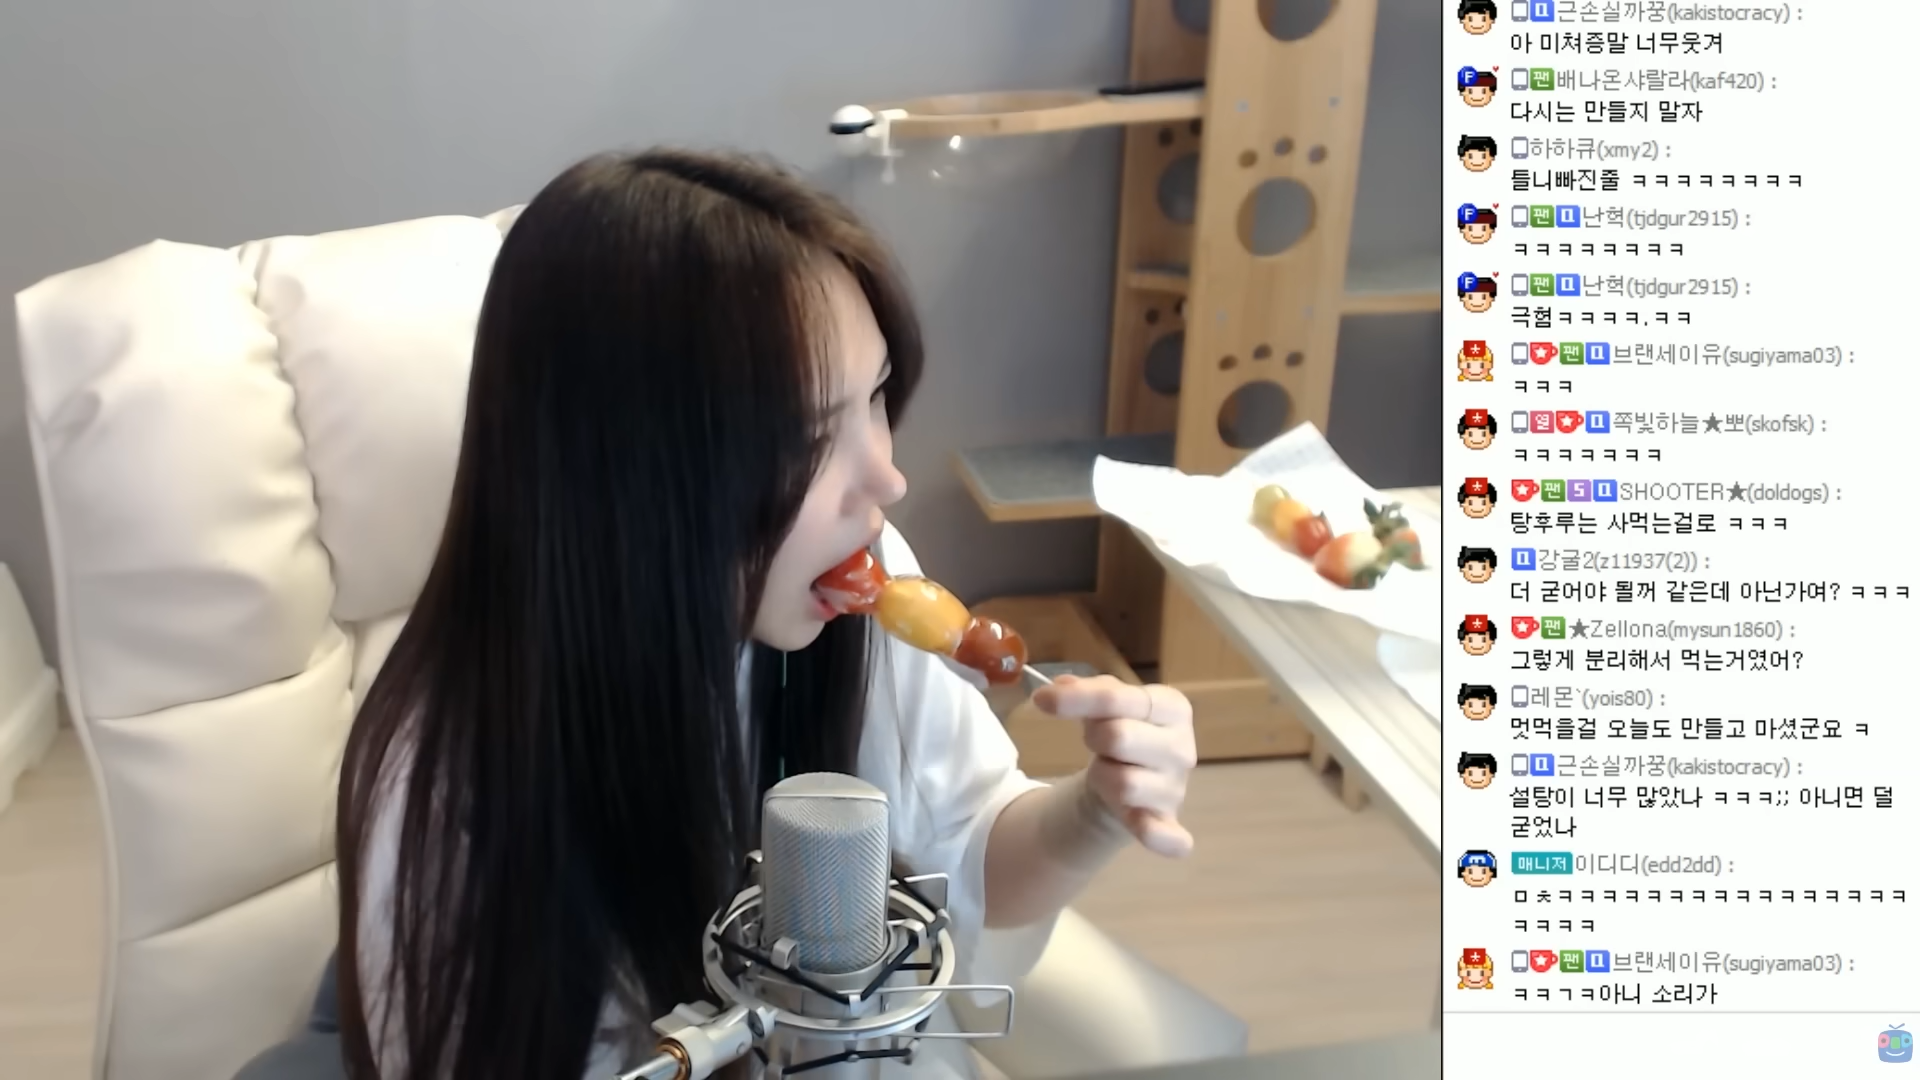 근손실까꿍(kakistocracy) :
아 미쳐증말 너무웃겨
팬 배나온샤랄라(kaf420) :
다시는 만들지 말자
하하큐(xmy2) :
틀니빠진줄 ㅋㅋㅋㅋㅋㅋㅋㅋ
팬 난혁(tjdgur2915) :
ㅋㅋㅋㅋㅋㅋㅋㅋ
팬 난혁(tjdgur2915) :
극혐ㅋㅋㅋㅋ.ㅋㅋ
팬 브랜세이유(sugiyama03) :
ㅋㅋㅋ
열 쪽빛하늘★뽀(skofsk) :
ㅋㅋㅋㅋㅋㅋㅋ
팬 S SHOOTER★(doldogs) :
탕후루는 사먹는걸로 ㅋㅋㅋ
강굴2(z11937(2)) :
더 굳어야 될꺼 같은데 아닌가여? ㅋㅋㅋ
팬 ★Zellona(mysun1860) :
그렇게 분리해서 먹는거였어?
레몬`(yois80) :
멋먹을걸 오늘도 만들고 마셨군요 ㅋ
근손실까꿍(kakistocracy) :
설탕이 너무 많았나 ㅋㅋㅋ;; 아니면 덜
굳었나
매니저 이디디(edd2dd) :
ㅁㅊㅋㅋㅋㅋㅋㅋㅋㅋㅋㅋㅋㅋㅋㅋㅋㅋ
ㅋㅋㅋㅋ
팬 브랜세이유(sugiyama03) :
ㅋㅋㄱㅋ아니 소리가